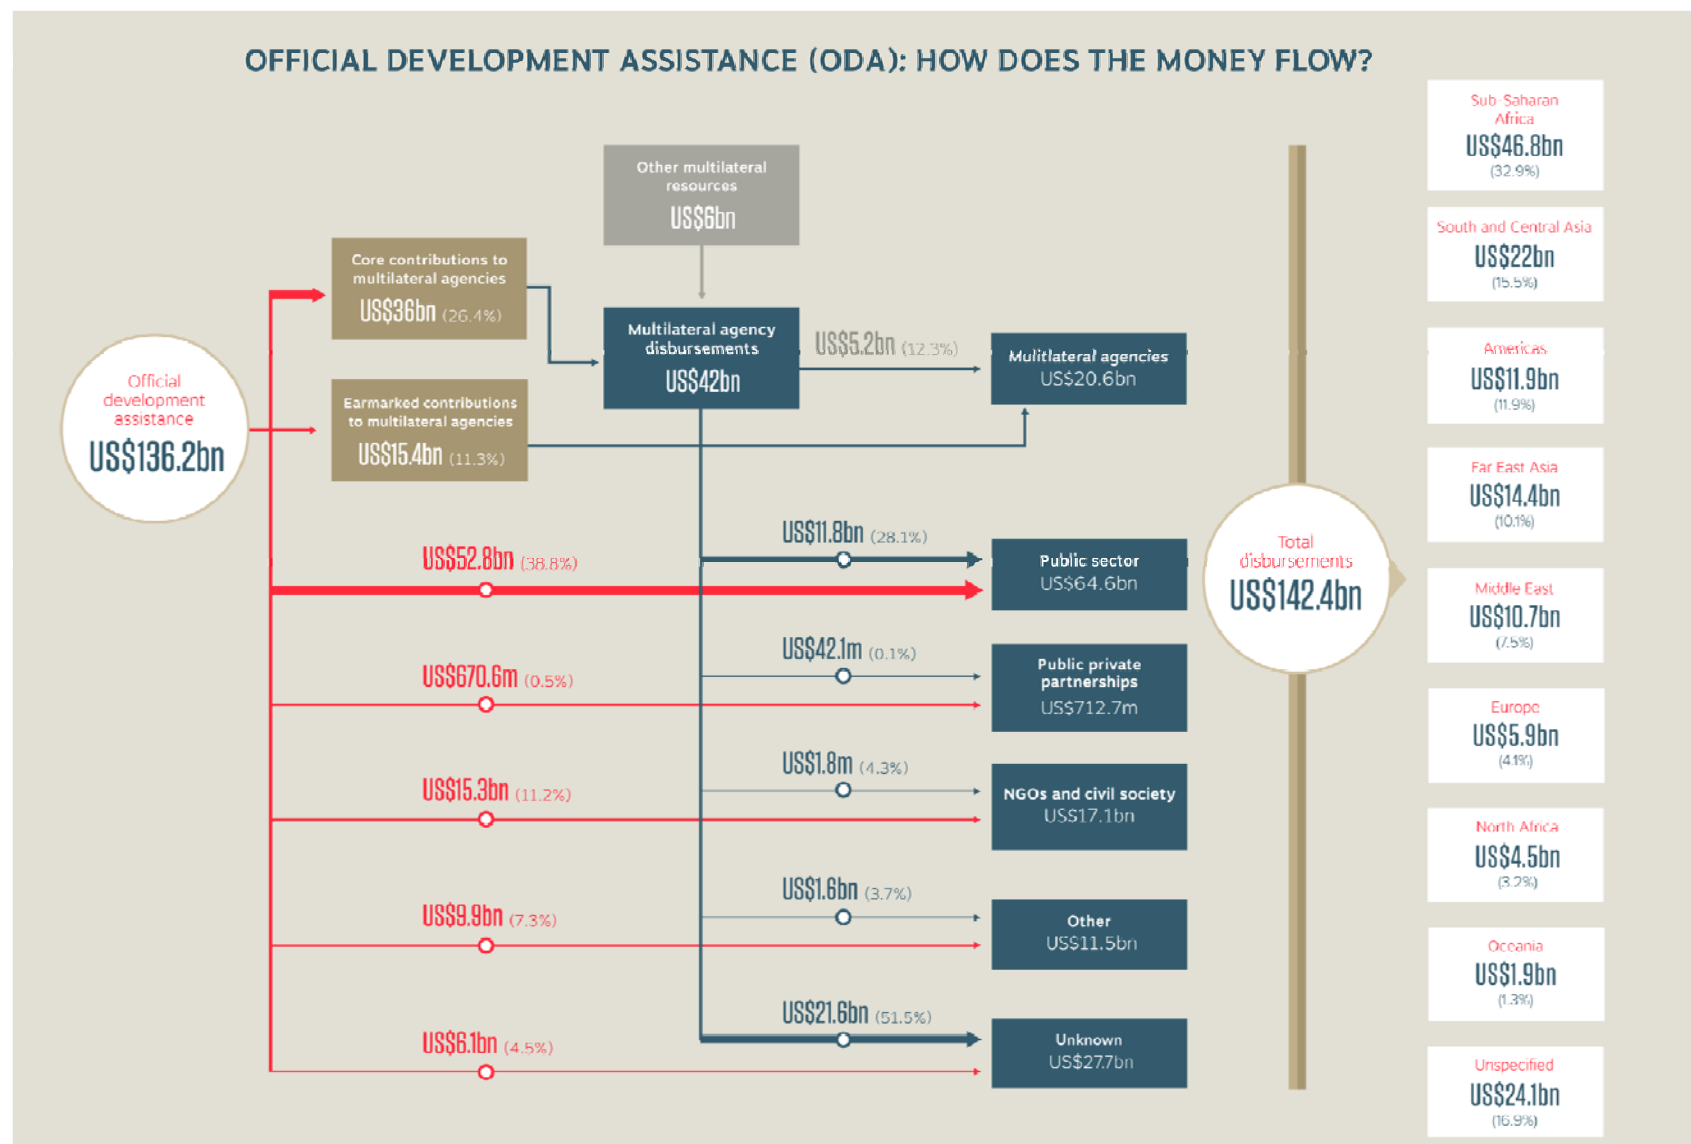 OFFICIAL DEVELOPMENT ASSISTANCE (ODA): HOW DOES THE MONEY FLOW?
Official
development
assistance
US$136.2bn
Core contributions to
multilateral agencies
US$36bn (26.4%)
Earmarked contributions
to multilateral agencies
US$15.4bn (11.3%)
Other multilateral
resources
US$6bn
Multilateral agency
disbursements
US$42bn
US$5.2bn (12.3%)
Mulitlateral agencies
US$20.6bn
US$52.8bn (38.8%)
US$11.8bn (28.1%)
Public sector
US$64.6bn
US$670.6m (0.5%)
US$42.1m (0.1%)
Public private
partnerships
US$712.7m
US$15.3bn (11.2%)
US$1.8m (4.3%)
NGOs and civil society
US$17.1bn
US$9.9bn (7.3%)
US$1.6bn (3.7%)
Other
US$11.5bn
US$6.1bn (4.5%)
US$21.6bn (51.5%)
Unknown
US$27.7bn
Total
disbursements
US$142.4bn
Sub-Saharan
Africa
US$46.8bn
(32.9%)
South and Central Asia
US$22bn
(15.5%)
Americas
US$11.9bn
(11.9%)
Far East Asia
US$14.4bn
(10.1%)
Middle East
US$10.7bn
(7.5%)
Europe
US$5.9bn
(4.1%)
North Africa
US$4.5bn
(3.2%)
Oceania
US$1.9bn
(1.3%)
Unspecified
US$24.1bn
(16.9%)